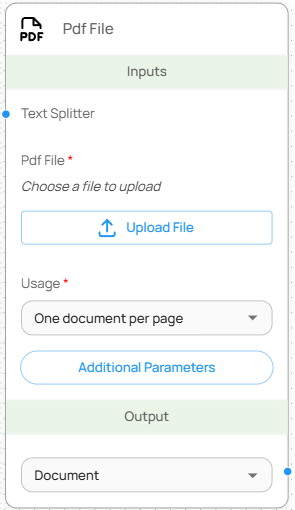 PDF
Pdf File
Inputs
Text Splitter
Pdf File *
Choose a file to upload
Upload File
Usage *
One document per page
Additional Parameters
Output
Document